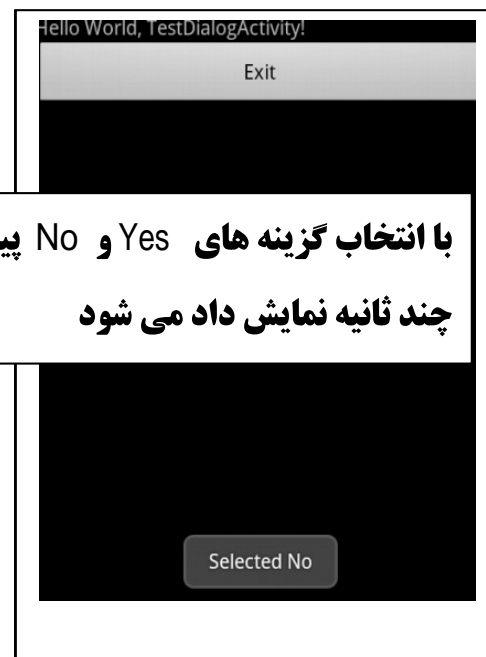 Hello World, TestDialogActivity!
Exit
با انتخاب گزینه های Yes و No
چند ثانیه نمایش داد می شود
Selected No